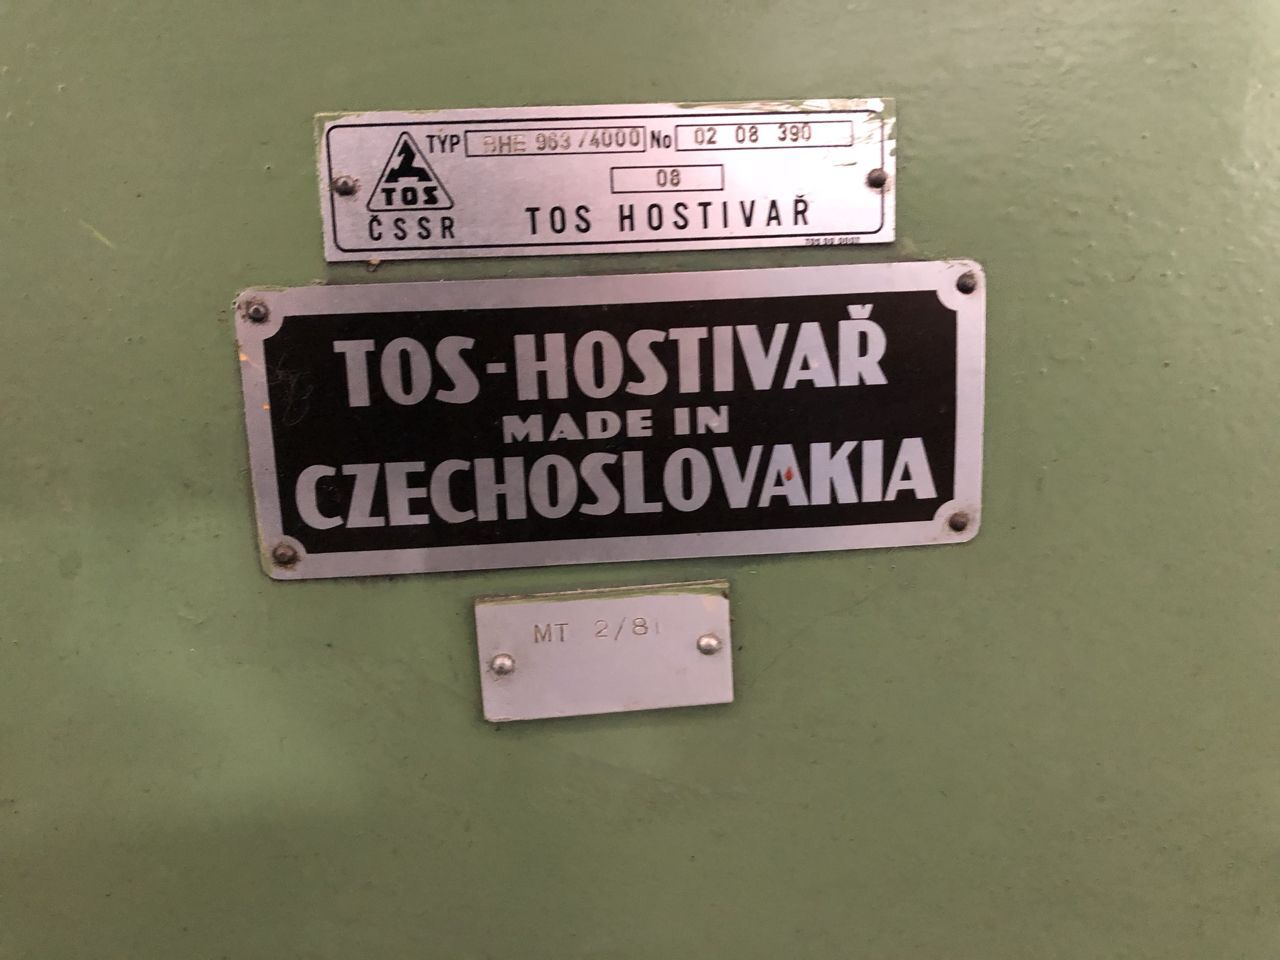 TYP BHE 963/4000 No 02 08 390
TOS
08
ČSSR TOS HOSTIVAŘ
TOS-HOSTIVAŘ
MADE IN
CZECHOSLOVAKIA
MT 2/81